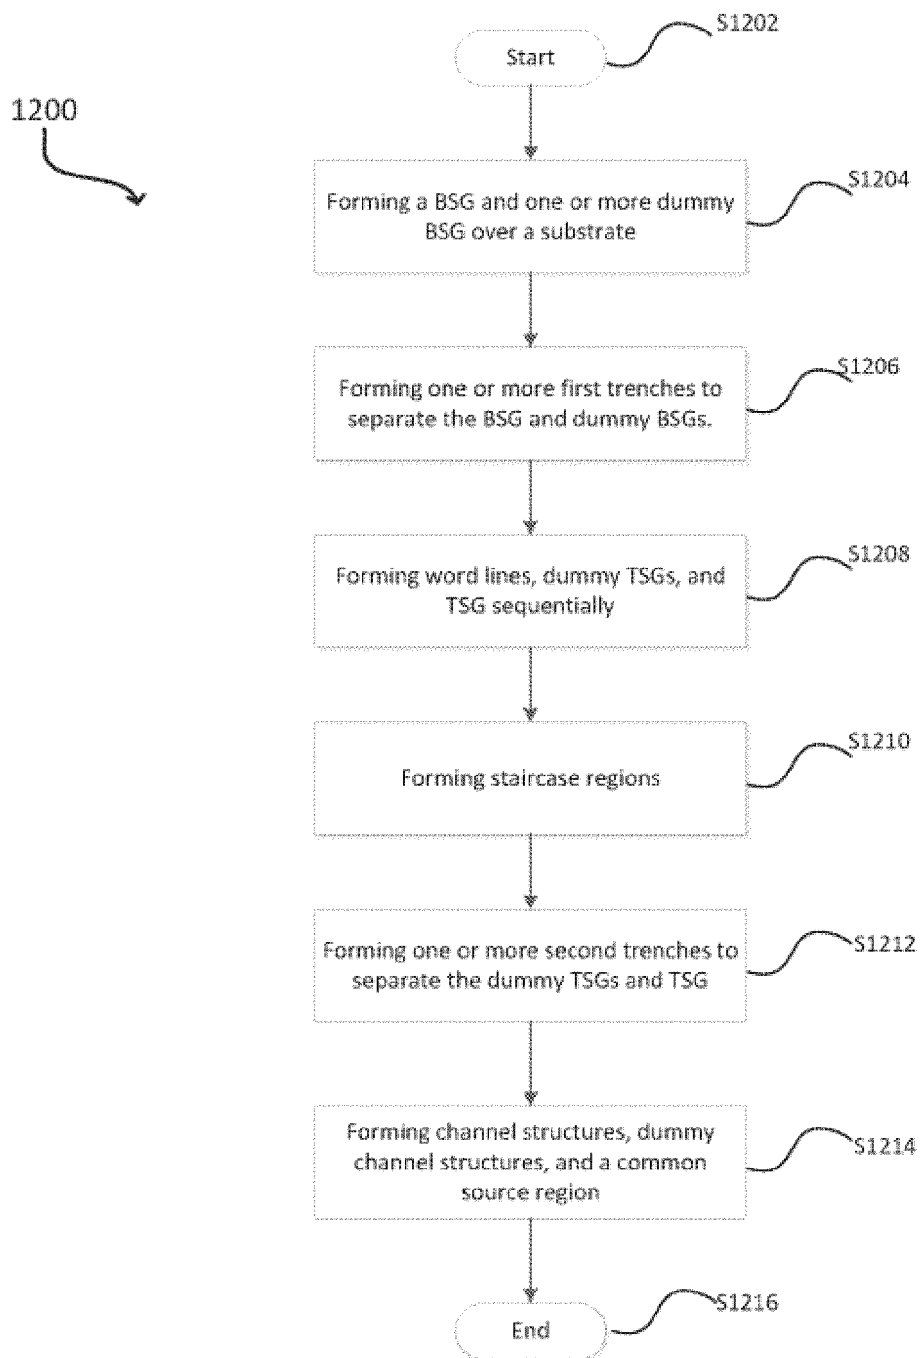 S1202
Start
1200
S1204
Forming a BSG and one or more dummy
BSG over a substrate
S1206
Forming one or more first trenches to
separate the BSG and dummy BSGs.
S1208
Forming word lines, dummy TSGs, and
TSG sequentially
S1210
Forming staircase regions
S1212
Forming one or more second trenches to
separate the dummy TSGs and TSG
S1214
Forming channel structures, dummy
channel structures, and a common
source region
S1216
End